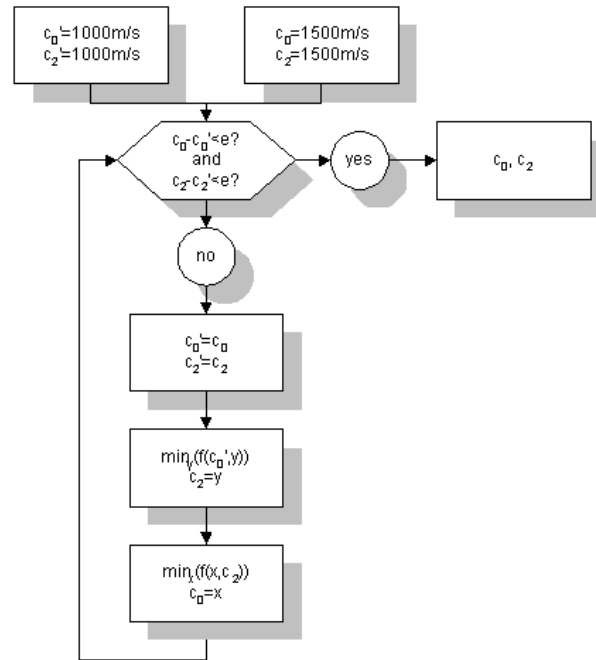 c₀'=1000m/s
c₂'=1000m/s
c₀=1500m/s
c₂=1500m/s
c₀-c₀'<e?
and
c₂-c₂'<e?
yes
c₀, c₂
no
c₀'=c₀
c₂'=c₂
minᵧ(f(c₀',y))
c₂=y
minₓ(f(x,c₂))
c₀=x